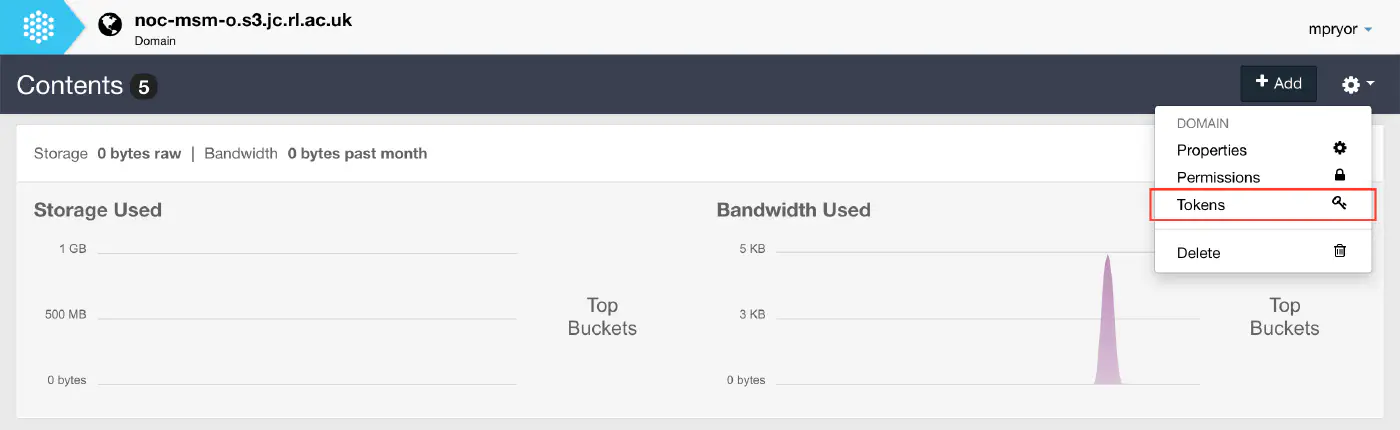 noc-msm-o.s3.jc.rl.ac.uk
Domain
mpryor
Contents 5
+ Add
DOMAIN
Properties
Permissions
Tokens
Delete
Storage 0 bytes raw | Bandwidth 0 bytes past month
Storage Used
1 GB
500 MB
0 bytes
Top
Buckets
Bandwidth Used
5 KB
3 KB
0 bytes
Top
Buckets